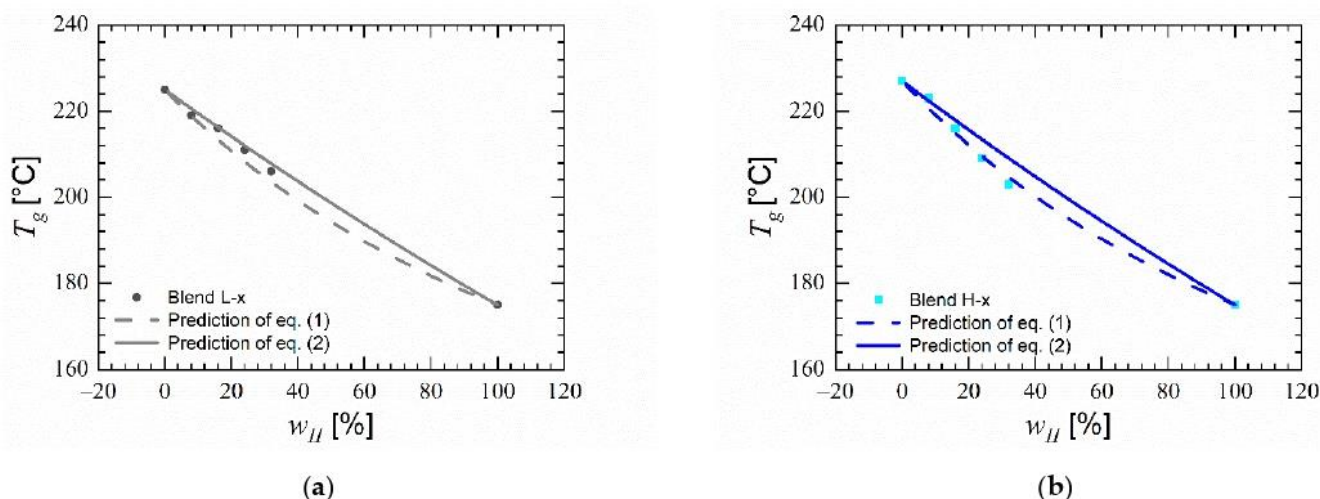 240
220
200
180
160
T_g [°C]
Blend L-x
Prediction of eq. (1)
Prediction of eq. (2)
−20 0 20 40 60 80 100 120
w_II [%]
(a)
240
220
200
180
160
T_g [°C]
Blend H-x
Prediction of eq. (1)
Prediction of eq. (2)
−20 0 20 40 60 80 100 120
w_II [%]
(b)